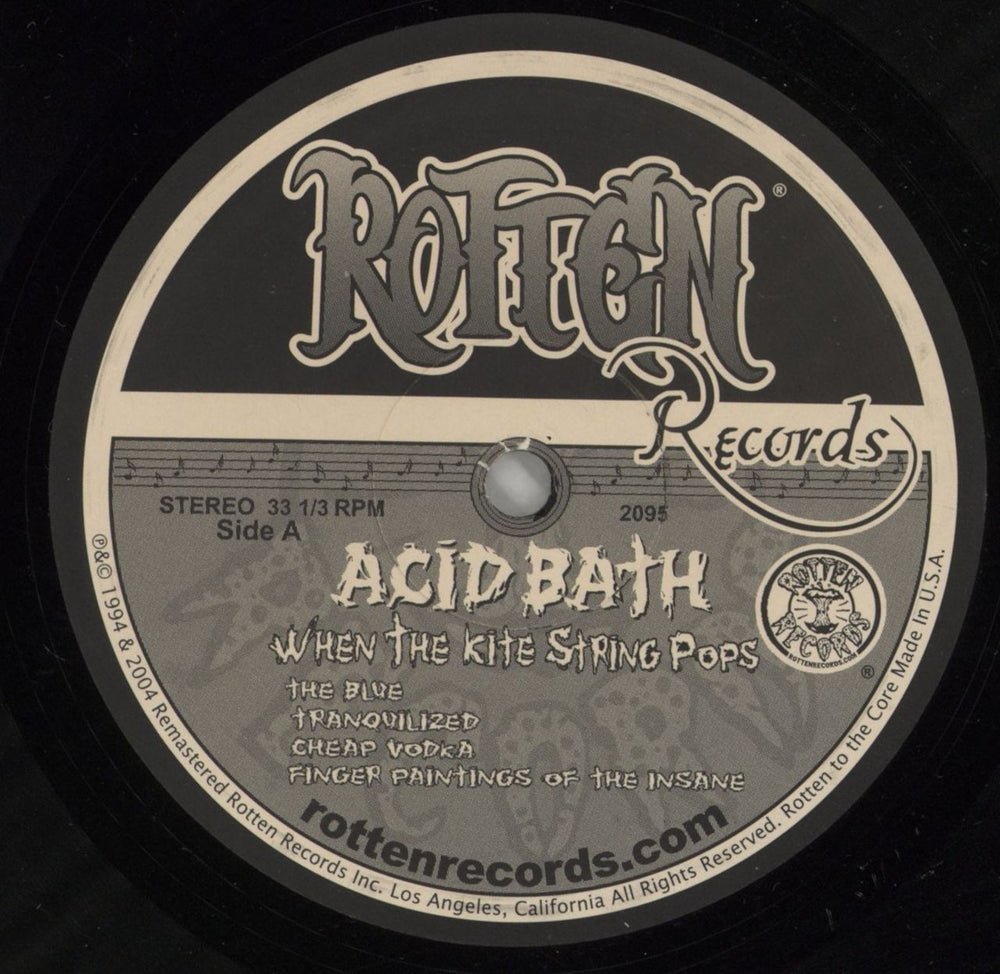 ROTTEN ®
Records
STEREO 33 1/3 RPM
2095
Side A
ACID BATH
WHEN THE KITE STRING POPS
THE BLUE
TRANQUILIZED
CHEAP VODKA
FINGER PAINTINGS OF THE INSANE
ROTTEN
RECORDS
ROTTENRECORDS.COM
®
rottenrecords.com
℗&© 1994 & 2004 Remastered Rotten Records Inc. Los Angeles, California All Rights Reserved. Rotten to the Core Made In U.S.A.